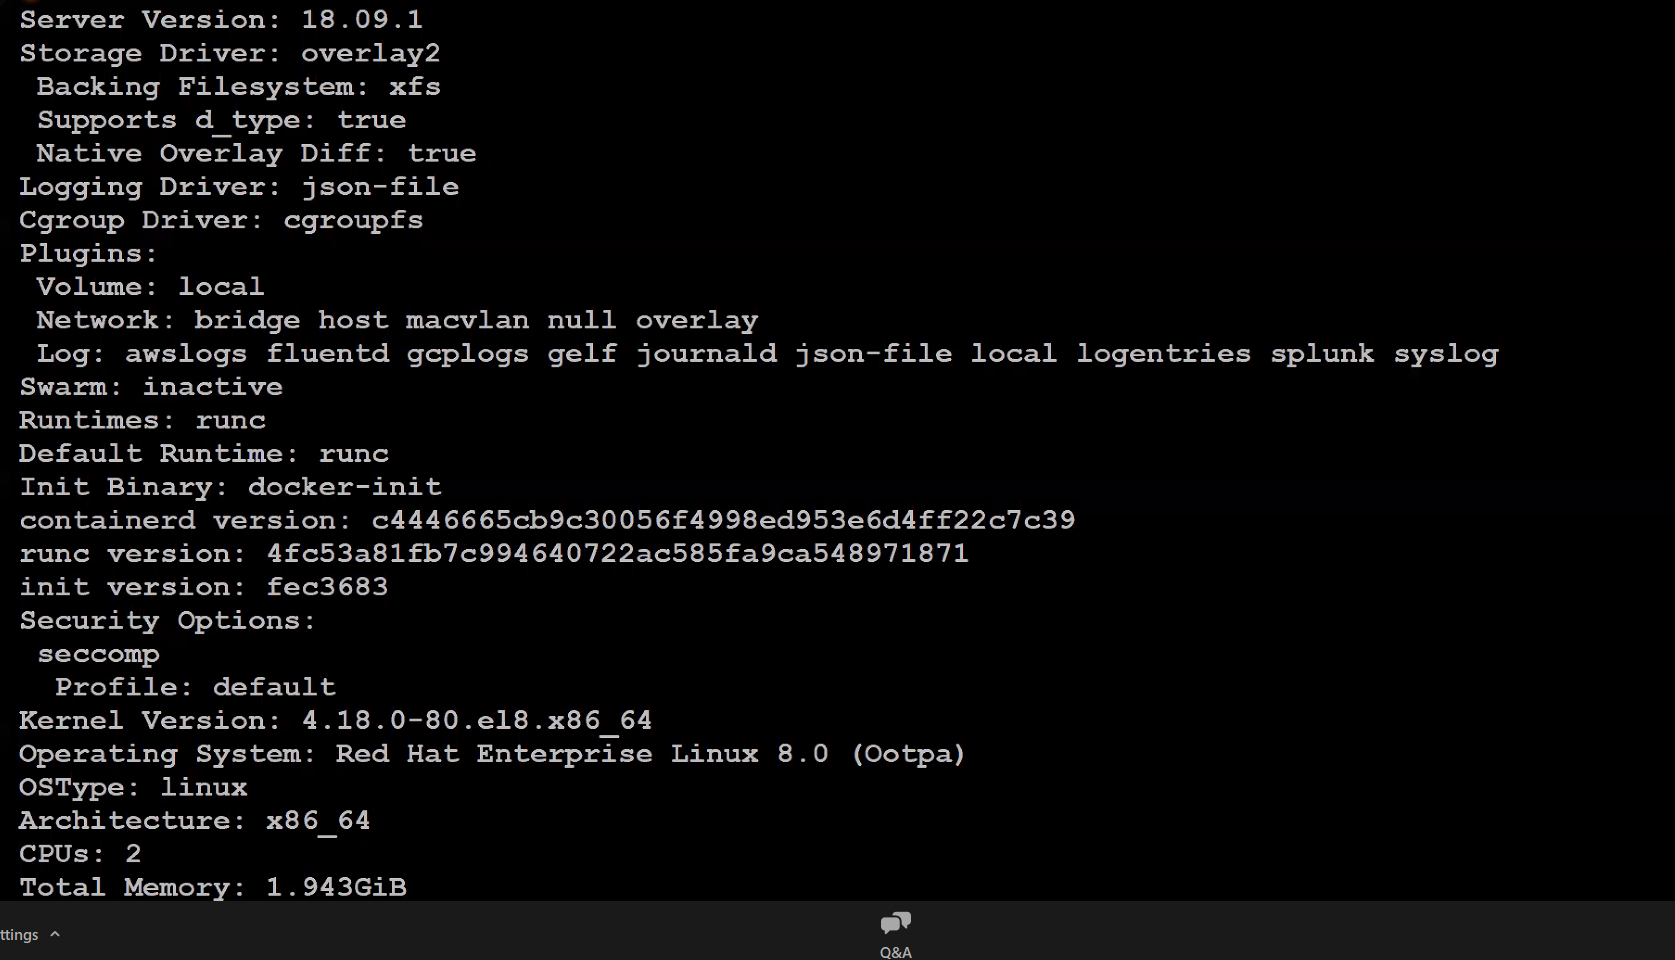 Server Version: 18.09.1
Storage Driver: overlay2
 Backing Filesystem: xfs
 Supports d_type: true
 Native Overlay Diff: true
Logging Driver: json-file
Cgroup Driver: cgroupfs
Plugins:
 Volume: local
 Network: bridge host macvlan null overlay
 Log: awslogs fluentd gcplogs gelf journald json-file local logentries splunk syslog
Swarm: inactive
Runtimes: runc
Default Runtime: runc
Init Binary: docker-init
containerd version: c4446665cb9c30056f4998ed953e6d4ff22c7c39
runc version: 4fc53a81fb7c994640722ac585fa9ca548971871
init version: fec3683
Security Options:
 seccomp
  Profile: default
Kernel Version: 4.18.0-80.el8.x86_64
Operating System: Red Hat Enterprise Linux 8.0 (Ootpa)
OSType: linux
Architecture: x86_64
CPUs: 2
Total Memory: 1.943GiB
ttings
Q&A